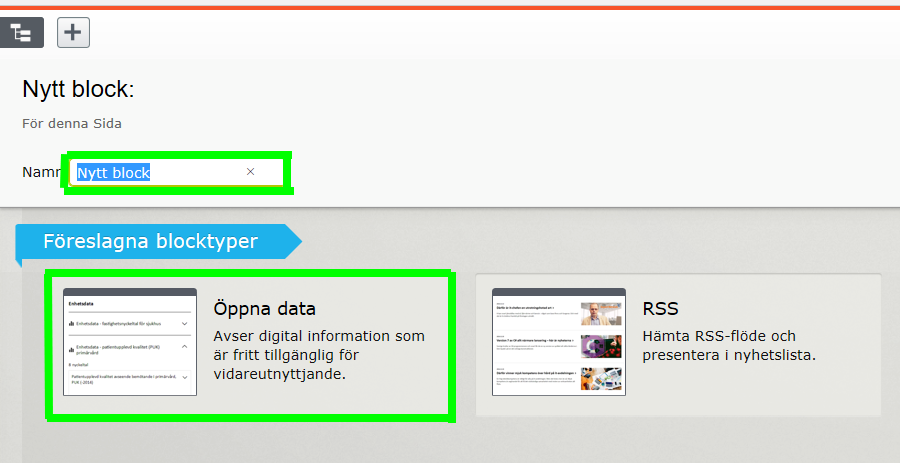 Nytt block:
För denna Sida
Namn
Nytt block
Föreslagna blocktyper
Enhetsdata
Enhetsdata - fastighetsnyckeltal för sjukhus
Enhetsdata - patientupplevd kvalitet (PUK) i
primärvård
8 nyckeltal
Patientupplevd kvalitet avseende bemötande i primärvård,
PUK (-2016)
Öppna data
Avser digital information som
är fritt tillgänglig för
vidareutnyttjande.
RSS
Hämta RSS-flöde och
presentera i nyhetslista.